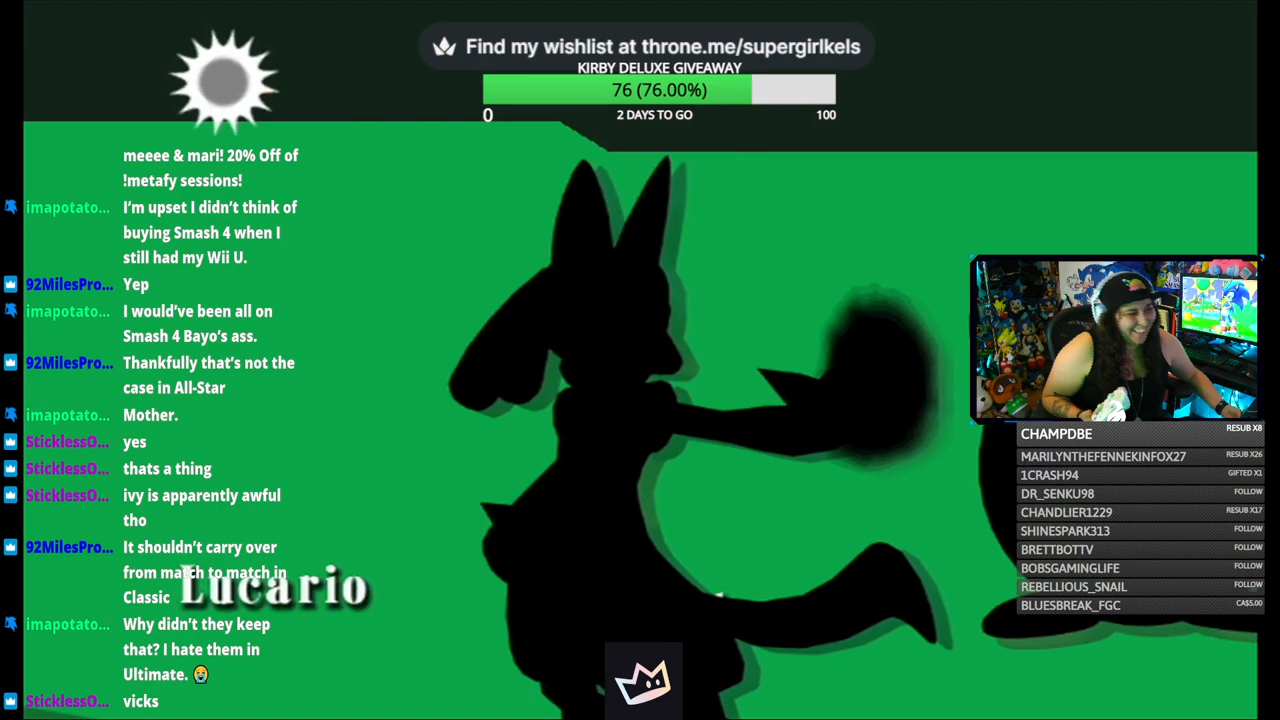 Find my wishlist at throne.me/supergirlkels
KIRBY DELUXE GIVEAWAY
76 (76.00%)
0
2 DAYS TO GO
100
meeee & mari! 20% Off of
!metafy sessions!
imapotato... I’m upset I didn’t think of
buying Smash 4 when I
still had my Wii U.
92MilesPro... Yep
imapotato... I would’ve been all on
Smash 4 Bayo’s ass.
92MilesPro... Thankfully that’s not the
case in All-Star
imapotato... Mother.
SticklessO... yes
SticklessO... thats a thing
SticklessO... ivy is apparently awful
tho
92MilesPro... It shouldn’t carry over
from match to match in
Classic
imapotato... Why didn’t they keep
that? I hate them in
Ultimate. 😭
SticklessO... vicks
Lucario
CHAMPDBE RESUB X8
MARILYNTHEFENNEKINFOX27 RESUB X26
1CRASH94 GIFTED X1
DR_SENKU98 FOLLOW
CHANDLIER1229 RESUB X17
SHINESPARK313 FOLLOW
BRETTBOTTV FOLLOW
BOBSGAMINGLIFE FOLLOW
REBELLIOUS_SNAIL FOLLOW
BLUESBREAK_FGC CA$5.00